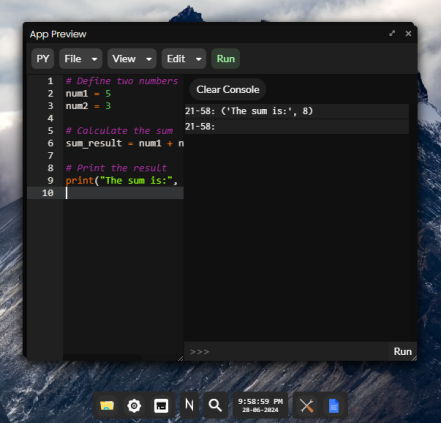 App Preview
PY File View Edit Run
1 # Define two numbers
2 num1 = 5
3 num2 = 3
4
5 # Calculate the sum
6 sum_result = num1 + n
7
8 # Print the result
9 print("The sum is:",
10
Clear Console
21-58: ('The sum is:', 8)
21-58:
>>> Run
N
9:58:59 PM
28-06-2024